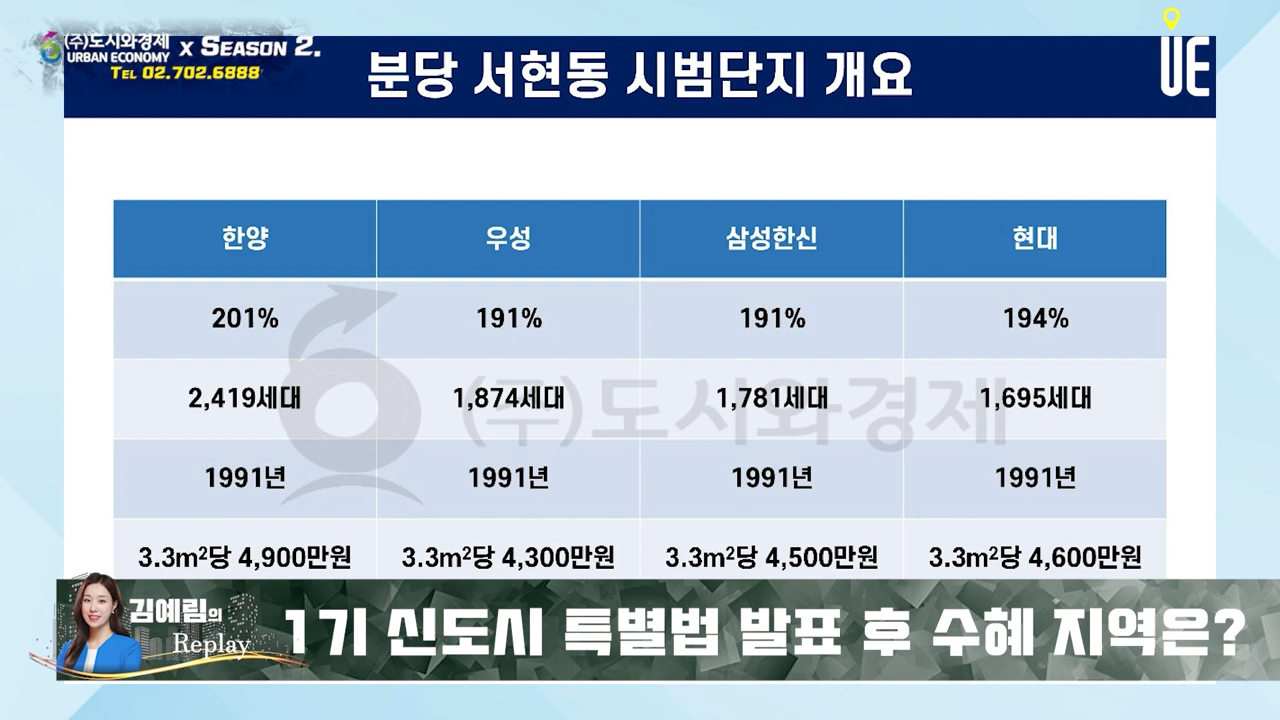 (주)도시와경제
URBAN ECONOMY x SEASON 2.
TEL 02.702.6888
분당 서현동 시범단지 개요
UE
한양 우성 삼성한신 현대
201% 191% 191% 194%
2,419세대 1,874세대 1,781세대 1,695세대
(주)도시와경제
1991년 1991년 1991년 1991년
3.3m²당 4,900만원 3.3m²당 4,300만원 3.3m²당 4,500만원 3.3m²당 4,600만원
김예림의
Replay
1기 신도시 특별법 발표 후 수혜 지역은?